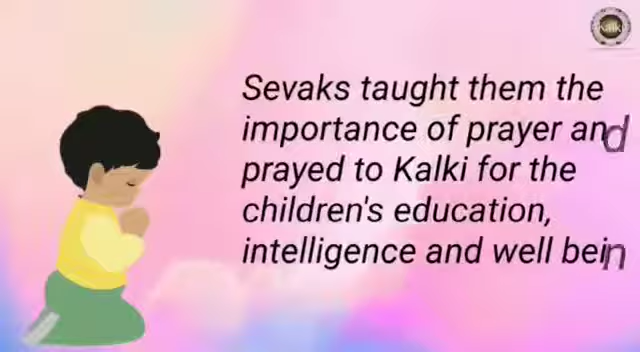 Kalki
Sevaks taught them the
importance of prayer and
prayed to Kalki for the
children's education,
intelligence and well bein